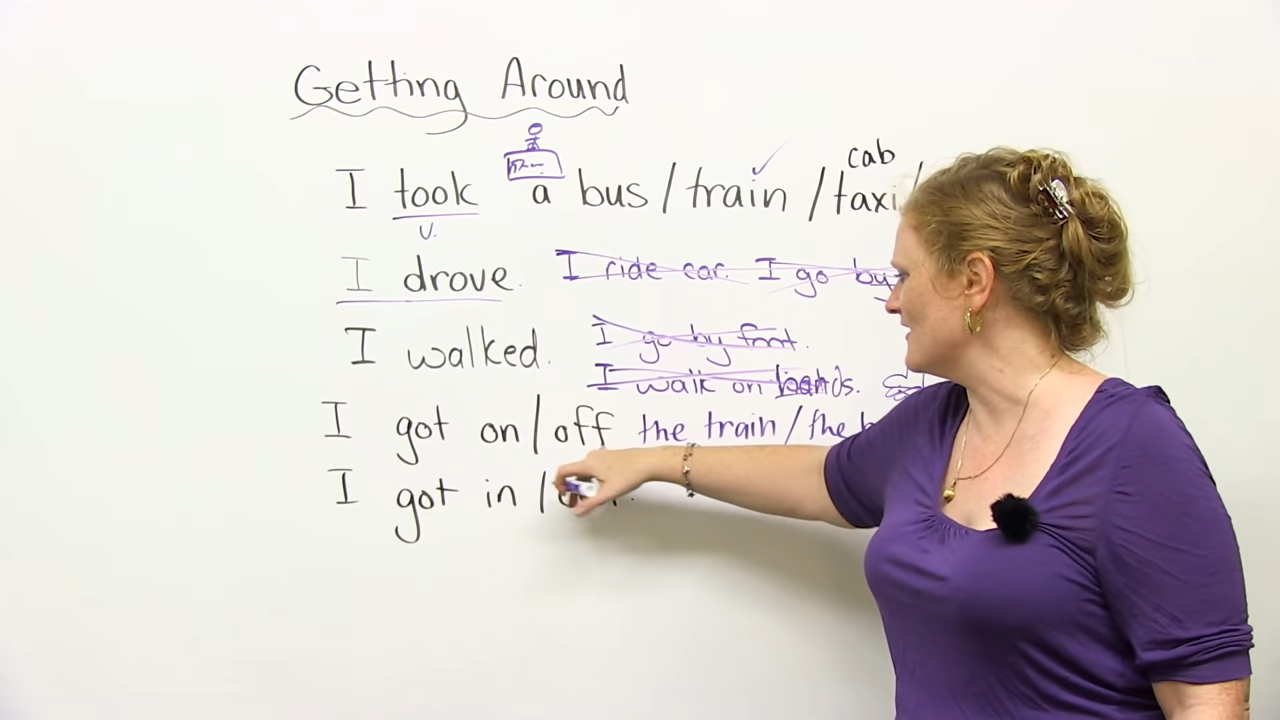 Getting Around
cab
I took a bus/train/taxi/
v.
I drove. I ride car. I go by
I walked. I go by foot.
I walk on hands.
I got on/off the train/the
I got in/